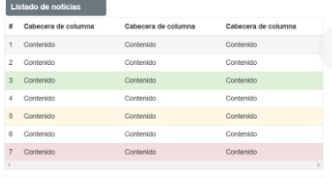 Listado de noticias
# Cabecera de columna Cabecera de columna Cabecera de columna
1 Contenido Contenido Contenido
2 Contenido Contenido Contenido
3 Contenido Contenido Contenido
4 Contenido Contenido Contenido
5 Contenido Contenido Contenido
6 Contenido Contenido Contenido
7 Contenido Contenido Contenido